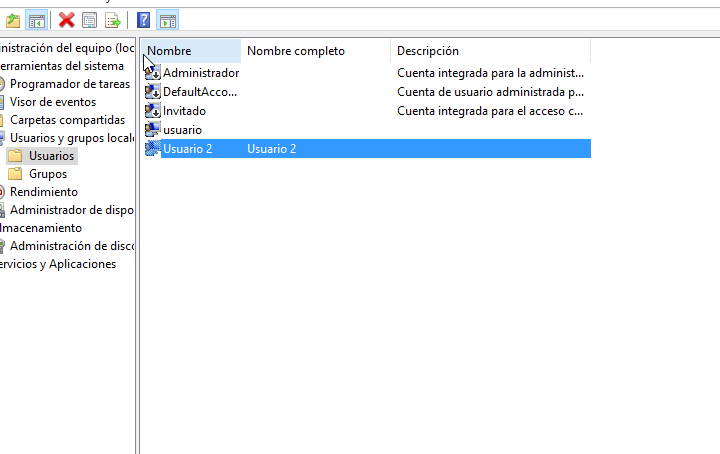 nistración del equipo (loc
erramientas del sistema
Programador de tareas
Visor de eventos
Carpetas compartidas
Usuarios y grupos locale
Usuarios
Grupos
Rendimiento
Administrador de dispo
lmacenamiento
Administración de disco
ervicios y Aplicaciones
Nombre Nombre completo Descripción
Administrador Cuenta integrada para la administ...
DefaultAcco... Cuenta de usuario administrada p...
Invitado Cuenta integrada para el acceso c...
usuario
Usuario 2 Usuario 2